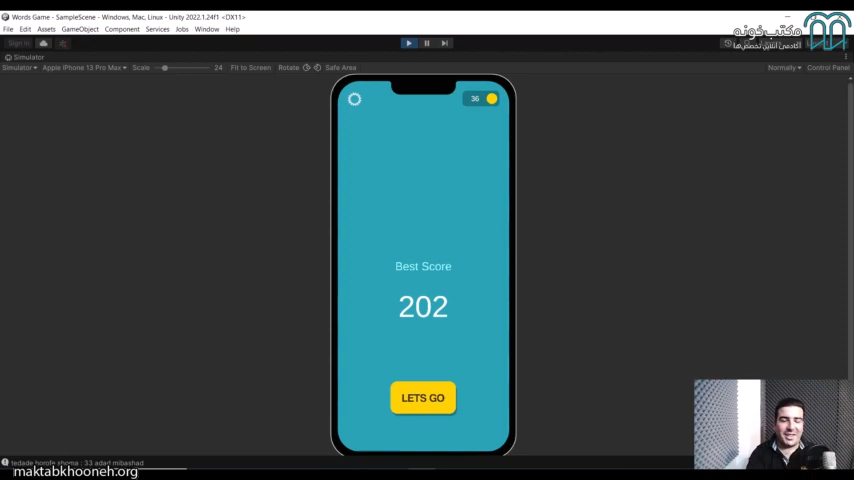 Words Game - SampleScene - Windows, Mac, Linux - Unity 2022.1.24f1 <DX11>
File Edit Assets GameObject Component Services Jobs Window Help
مکتب‌خونه
آکادمی آنلاین تخصص‌ها
Sign in
Simulator
Simulator Apple iPhone 13 Pro Max Scale 24 Fit to Screen Rotate Safe Area Normally Control Panel
36
Best Score
202
LETS GO
tedade horofe shoma : 33 adad mibashad
maktabkhooneh.org